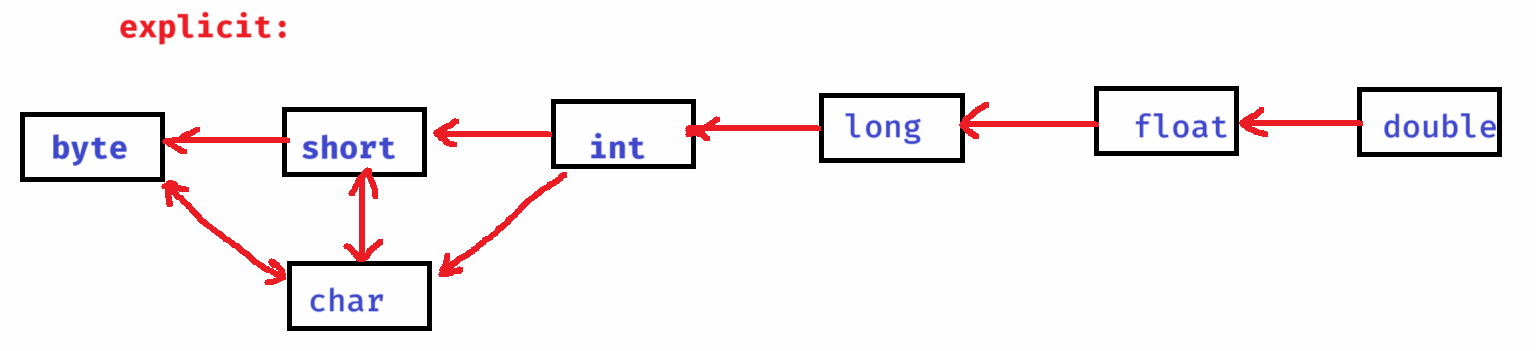 explicit:
byte short int long float double
char